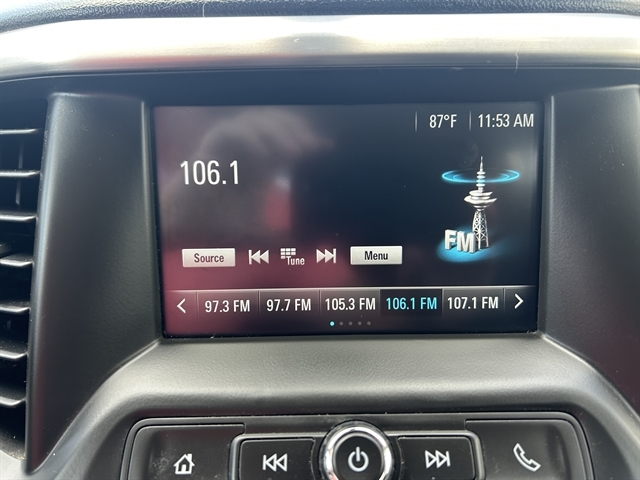 87°F 11:53 AM
106.1
FM
Source Tune Menu
97.3 FM 97.7 FM 105.3 FM 106.1 FM 107.1 FM